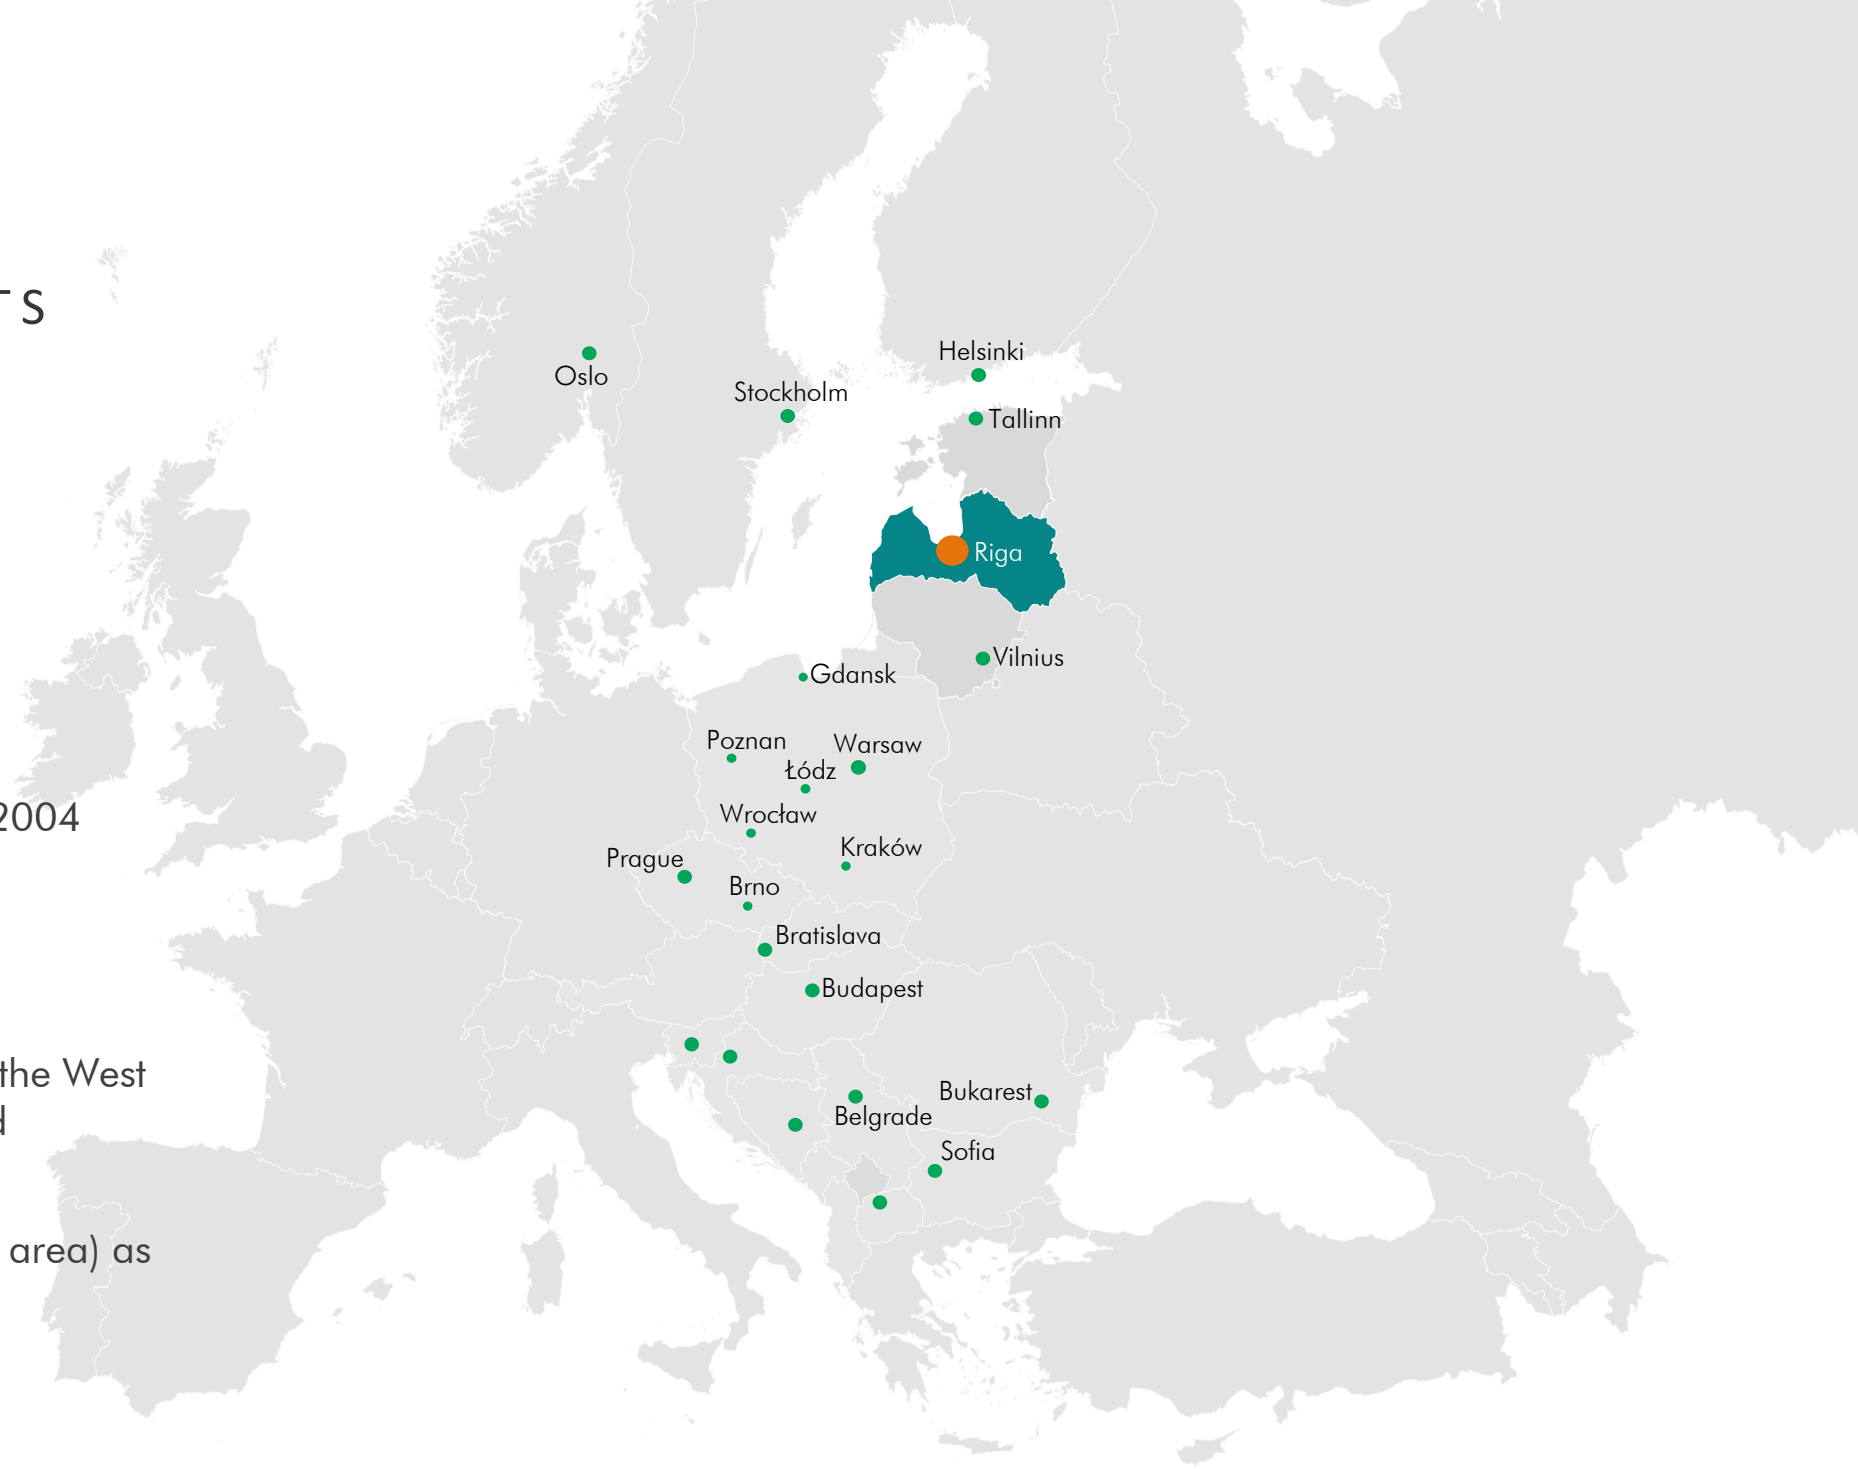 TS
Helsinki
Oslo
Stockholm
Tallinn
Riga
Vilnius
Gdansk
Poznan
Warsaw
Łódz
2004
Wrocław
Kraków
Prague
Brno
Bratislava
Budapest
the West
Bukarest
Belgrade
d
Sofia
area) as